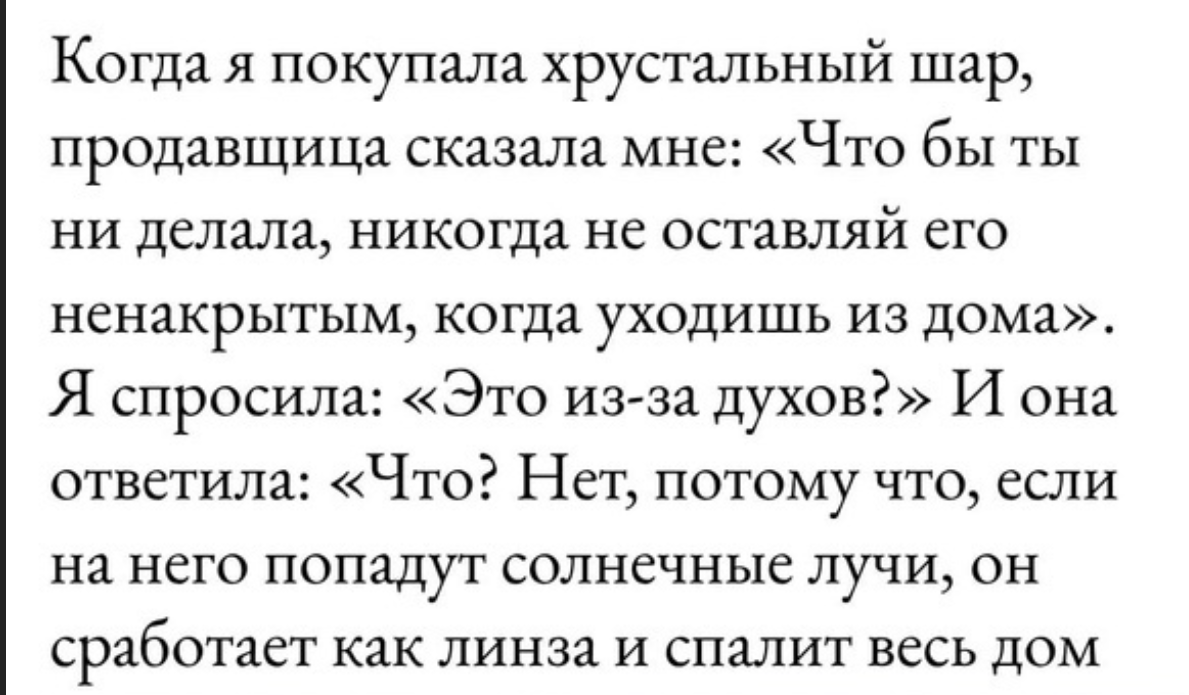 Когда я покупала хрустальный шар,
продавщица сказала мне: «Что бы ты
ни делала, никогда не оставляй его
ненакрытым, когда уходишь из дома».
Я спросила: «Это из-за духов?» И она
ответила: «Что? Нет, потому что, если
на него попадут солнечные лучи, он
сработает как линза и спалит весь дом